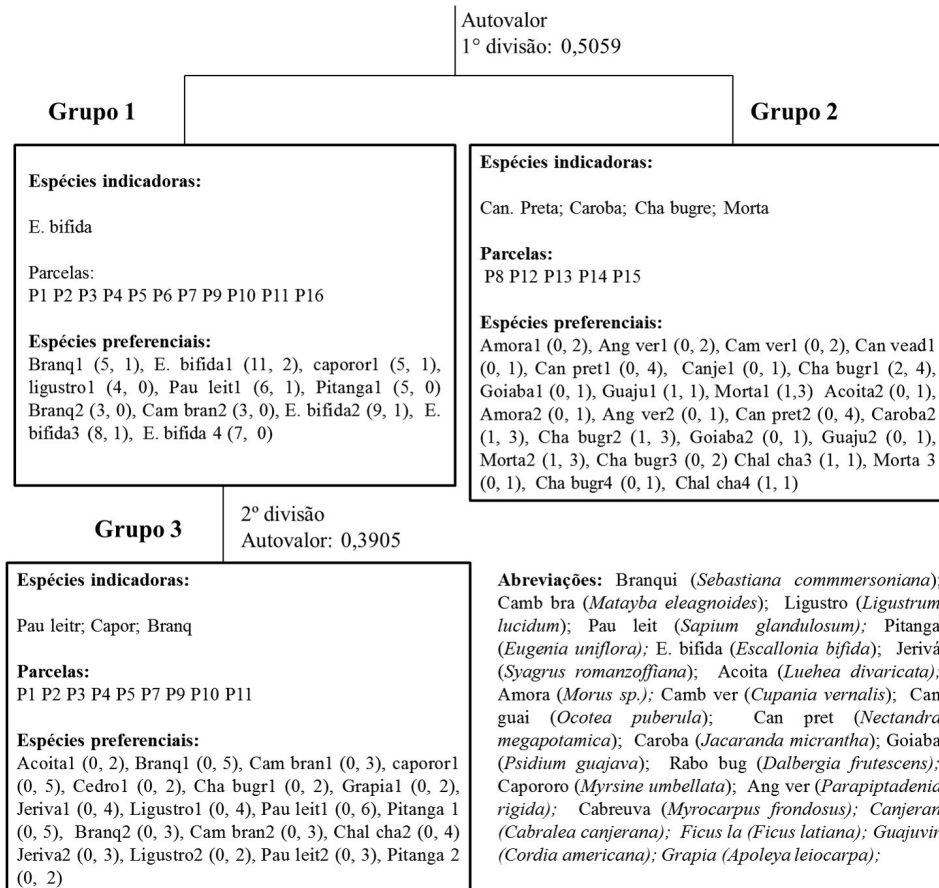 Autovalor
1° divisão: 0,5059
Grupo 1
Grupo 2
Espécies indicadoras:
E. bifida
Parcelas:
P1 P2 P3 P4 P5 P6 P7 P9 P10 P11 P16
Espécies preferenciais:
Branq1 (5, 1), E. bifida1 (11, 2), caporor1 (5, 1),
ligustro1 (4, 0), Pau leit1 (6, 1), Pitanga1 (5, 0)
Branq2 (3, 0), Cam bran2 (3, 0), E. bifida2 (9, 1), E.
bifida3 (8, 1), E. bifida 4 (7, 0)
Espécies indicadoras:
Can. Preta; Caroba; Cha bugre; Morta
Parcelas:
P8 P12 P13 P14 P15
Espécies preferenciais:
Amora1 (0, 2), Ang ver1 (0, 2), Cam ver1 (0, 2), Can vead1
(0, 1), Can pret1 (0, 4), Canje1 (0, 1), Cha bugr1 (2, 4),
Goiaba1 (0, 1), Guaju1 (1, 1), Morta1 (1,3) Acoita2 (0, 1),
Amora2 (0, 1), Ang ver2 (0, 1), Can pret2 (0, 4), Caroba2
(1, 3), Cha bugr2 (1, 3), Goiaba2 (0, 1), Guaju2 (0, 1),
Morta2 (1, 3), Cha bugr3 (0, 2) Chal cha3 (1, 1), Morta 3
(0, 1), Cha bugr4 (0, 1), Chal cha4 (1, 1)
Grupo 3
2º divisão
Autovalor: 0,3905
Espécies indicadoras:
Pau leitr; Capor; Branq
Parcelas:
P1 P2 P3 P4 P5 P7 P9 P10 P11
Espécies preferenciais:
Acoita1 (0, 2), Branq1 (0, 5), Cam bran1 (0, 3), caporor1
(0, 5), Cedro1 (0, 2), Cha bugr1 (0, 2), Grapia1 (0, 2),
Jeriva1 (0, 4), Ligustro1 (0, 4), Pau leit1 (0, 6), Pitanga 1
(0, 5), Branq2 (0, 3), Cam bran2 (0, 3), Chal cha2 (0, 4)
Jeriva2 (0, 3), Ligustro2 (0, 2), Pau leit2 (0, 3), Pitanga 2
(0, 2)
Abreviações: Branqui (Sebastiana commmersoniana);
Camb bra (Matayba eleagnoides); Ligustro (Ligustrum
lucidum); Pau leit (Sapium glandulosum); Pitanga
(Eugenia uniflora); E. bifida (Escallonia bifida); Jerivá
(Syagrus romanzoffiana); Acoita (Luehea divaricata);
Amora (Morus sp.); Camb ver (Cupania vernalis); Can
guai (Ocotea puberula); Can pret (Nectandra
megapotamica); Caroba (Jacaranda micrantha); Goiaba
(Psidium guajava); Rabo bug (Dalbergia frutescens);
Capororo (Myrsine umbellata); Ang ver (Parapiptadenia
rigida); Cabreuva (Myrocarpus frondosus); Canjeran
(Cabralea canjerana); Ficus la (Ficus latiana); Guajuvir
(Cordia americana); Grapia (Apoleya leiocarpa);